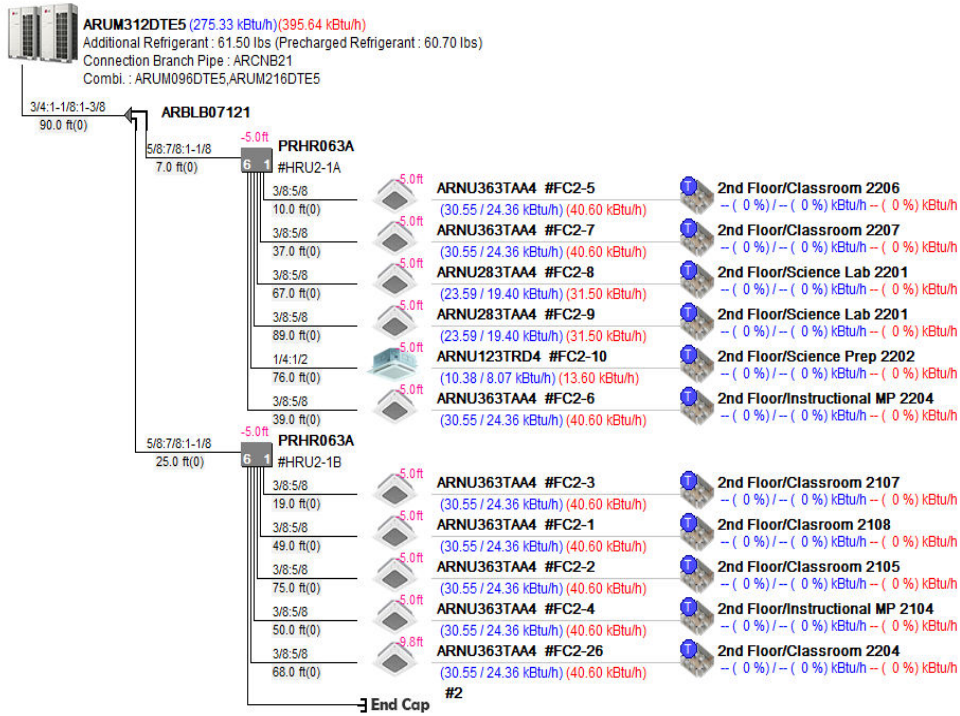 ARUM312DTE5 (275.33 kBtu/h)(395.64 kBtu/h)
Additional Refrigerant : 61.50 lbs (Precharged Refrigerant : 60.70 lbs)
Connection Branch Pipe : ARCNB21
Combi. : ARUM096DTE5,ARUM216DTE5
3/4:1-1/8:1-3/8
90.0 ft(0)
ARBLB07121
5/8:7/8:1-1/8
7.0 ft(0)
-5.0ft
PRHR063A
6 1
#HRU2-1A
3/8:5/8
10.0 ft(0)
-5.0ft
ARNU363TAA4 #FC2-5
(30.55 / 24.36 kBtu/h) (40.60 kBtu/h)
T
2nd Floor/Classroom 2206
-- ( 0 %) / -- ( 0 %) kBtu/h -- ( 0 %) kBtu/h
3/8:5/8
37.0 ft(0)
-5.0ft
ARNU363TAA4 #FC2-7
(30.55 / 24.36 kBtu/h) (40.60 kBtu/h)
T
2nd Floor/Classroom 2207
-- ( 0 %) / -- ( 0 %) kBtu/h -- ( 0 %) kBtu/h
3/8:5/8
67.0 ft(0)
-5.0ft
ARNU283TAA4 #FC2-8
(23.59 / 19.40 kBtu/h) (31.50 kBtu/h)
T
2nd Floor/Science Lab 2201
-- ( 0 %) / -- ( 0 %) kBtu/h -- ( 0 %) kBtu/h
3/8:5/8
89.0 ft(0)
-5.0ft
ARNU283TAA4 #FC2-9
(23.59 / 19.40 kBtu/h) (31.50 kBtu/h)
T
2nd Floor/Science Lab 2201
-- ( 0 %) / -- ( 0 %) kBtu/h -- ( 0 %) kBtu/h
1/4:1/2
76.0 ft(0)
-5.0ft
ARNU123TRD4 #FC2-10
(10.38 / 8.07 kBtu/h) (13.60 kBtu/h)
T
2nd Floor/Science Prep 2202
-- ( 0 %) / -- ( 0 %) kBtu/h -- ( 0 %) kBtu/h
3/8:5/8
39.0 ft(0)
-5.0ft
ARNU363TAA4 #FC2-6
(30.55 / 24.36 kBtu/h) (40.60 kBtu/h)
T
2nd Floor/Instructional MP 2204
-- ( 0 %) / -- ( 0 %) kBtu/h -- ( 0 %) kBtu/h
5/8:7/8:1-1/8
25.0 ft(0)
-5.0ft
PRHR063A
6 1
#HRU2-1B
3/8:5/8
19.0 ft(0)
-5.0ft
ARNU363TAA4 #FC2-3
(30.55 / 24.36 kBtu/h) (40.60 kBtu/h)
T
2nd Floor/Classroom 2107
-- ( 0 %) / -- ( 0 %) kBtu/h -- ( 0 %) kBtu/h
3/8:5/8
49.0 ft(0)
-5.0ft
ARNU363TAA4 #FC2-1
(30.55 / 24.36 kBtu/h) (40.60 kBtu/h)
T
2nd Floor/Clasroom 2108
-- ( 0 %) / -- ( 0 %) kBtu/h -- ( 0 %) kBtu/h
3/8:5/8
75.0 ft(0)
-5.0ft
ARNU363TAA4 #FC2-2
(30.55 / 24.36 kBtu/h) (40.60 kBtu/h)
T
2nd Floor/Classroom 2105
-- ( 0 %) / -- ( 0 %) kBtu/h -- ( 0 %) kBtu/h
3/8:5/8
50.0 ft(0)
-5.0ft
ARNU363TAA4 #FC2-4
(30.55 / 24.36 kBtu/h) (40.60 kBtu/h)
T
2nd Floor/Instructional MP 2104
-- ( 0 %) / -- ( 0 %) kBtu/h -- ( 0 %) kBtu/h
3/8:5/8
68.0 ft(0)
-9.8ft
ARNU363TAA4 #FC2-26
(30.55 / 24.36 kBtu/h) (40.60 kBtu/h)
T
2nd Floor/Classroom 2204
-- ( 0 %) / -- ( 0 %) kBtu/h -- ( 0 %) kBtu/h
#2
End Cap